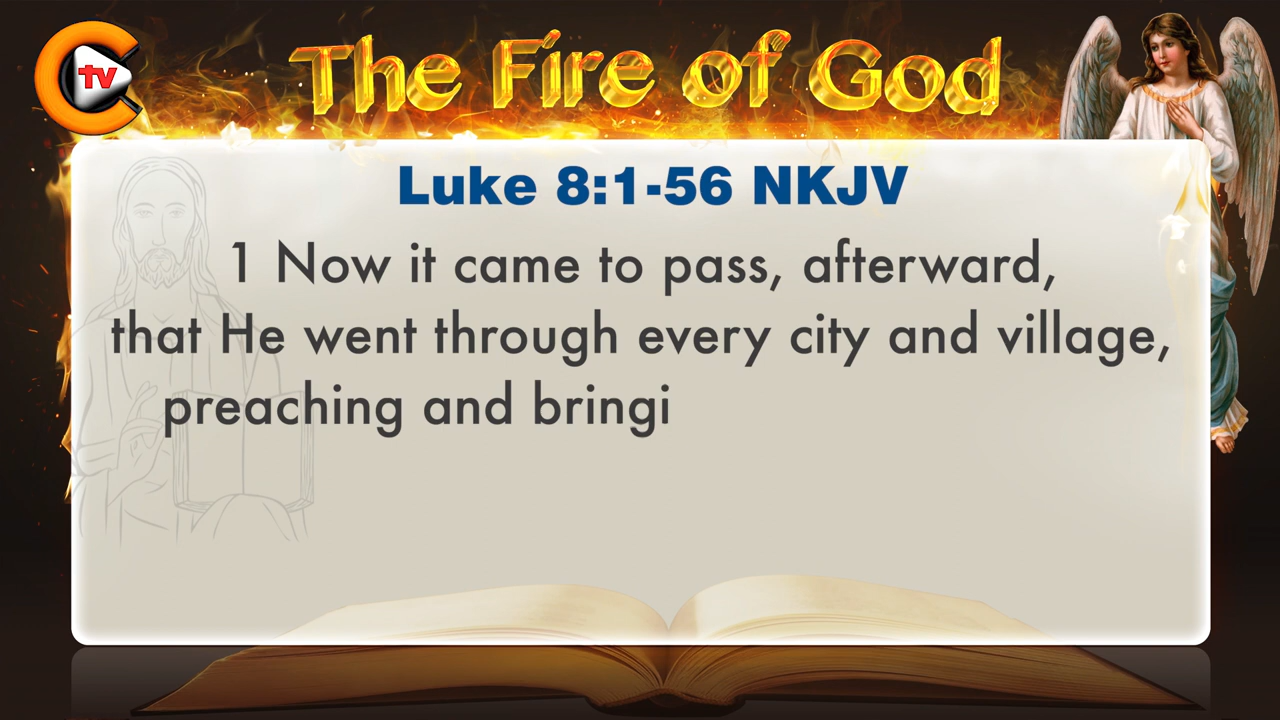 tv
The Fire of God
Luke 8:1-56 NKJV
1 Now it came to pass, afterward,
that He went through every city and village,
preaching and bringi